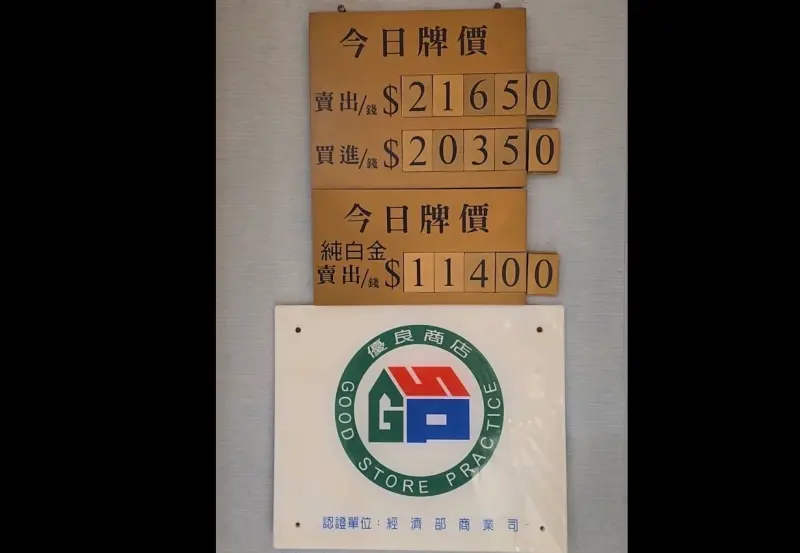 今日牌價
賣出/錢 $21650
買進/錢 $20350
今日牌價
純白金
賣出/錢 $11400
優良商店
GSP
GOOD STORE PRACTICE
認證單位：經濟部商業司